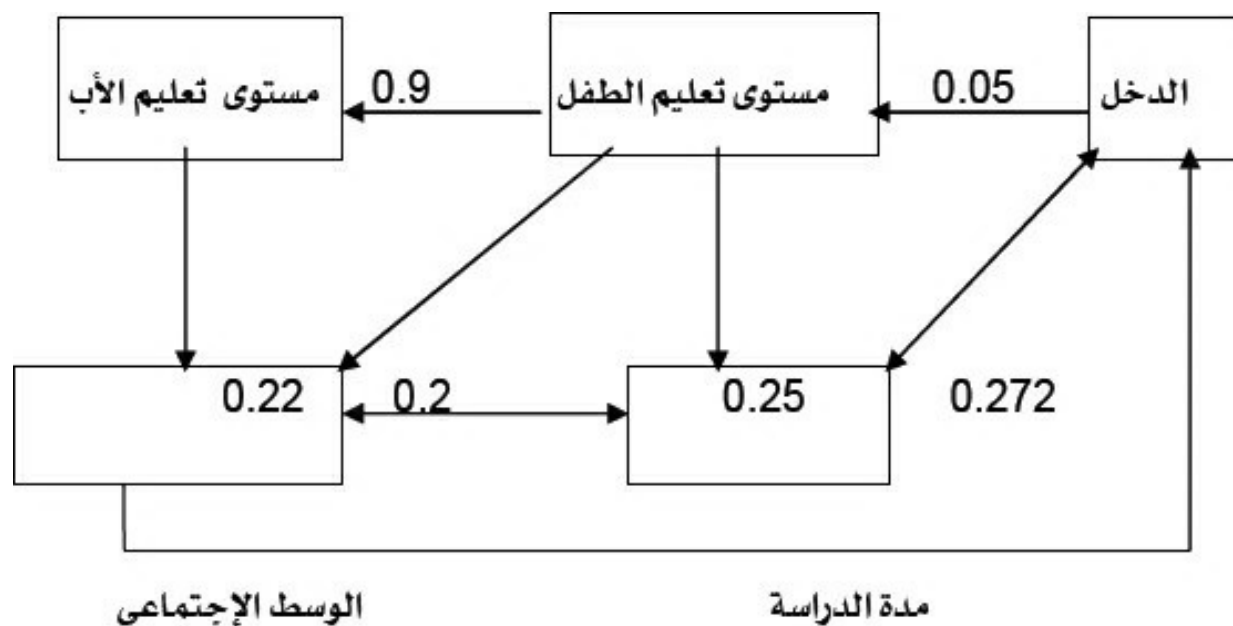 الدخل
0.05
مستوى تعليم الطفل
0.9
مستوى تعليم الأب
0.272
0.25
0.2
0.22
مدة الدراسة
الوسط الإجتماعي